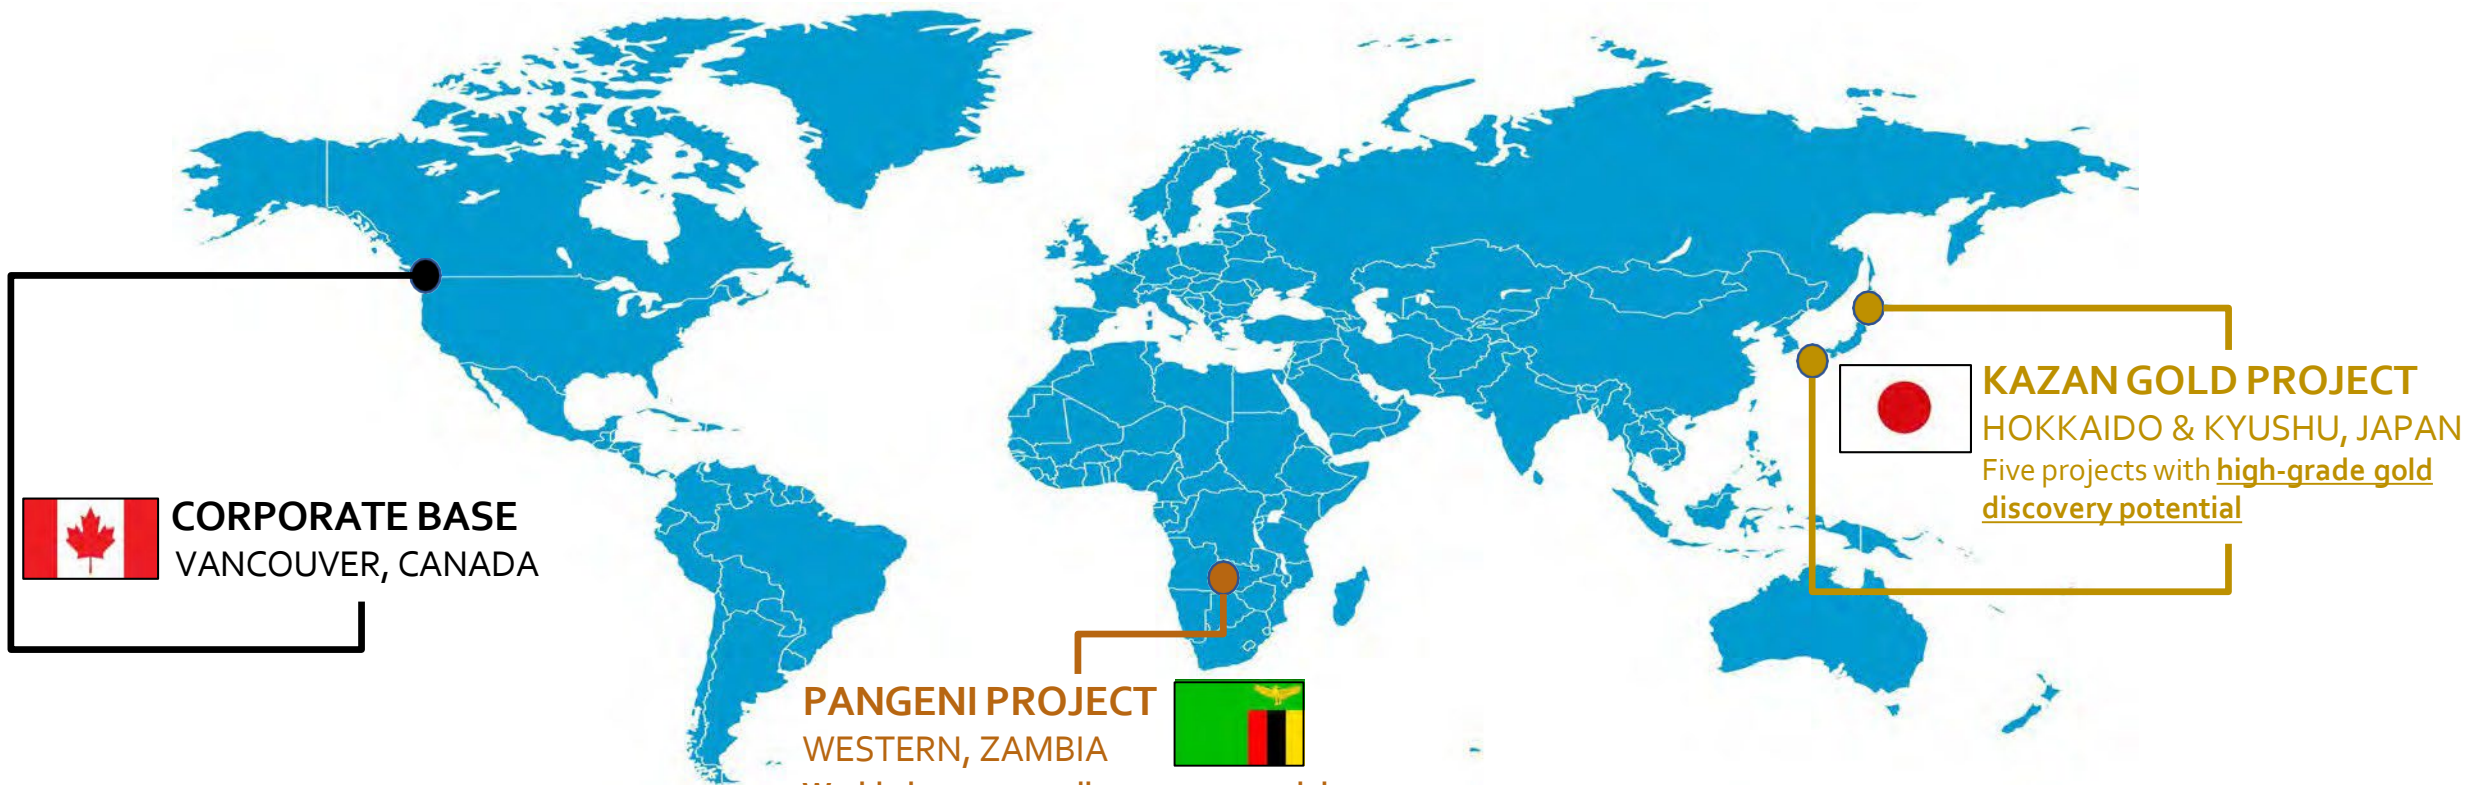 CORPORATE BASE
VANCOUVER, CANADA
PANGENI PROJECT
WESTERN, ZAMBIA
KAZAN GOLD PROJECT
HOKKAIDO & KYUSHU, JAPAN
Five projects with high-grade gold
discovery potential